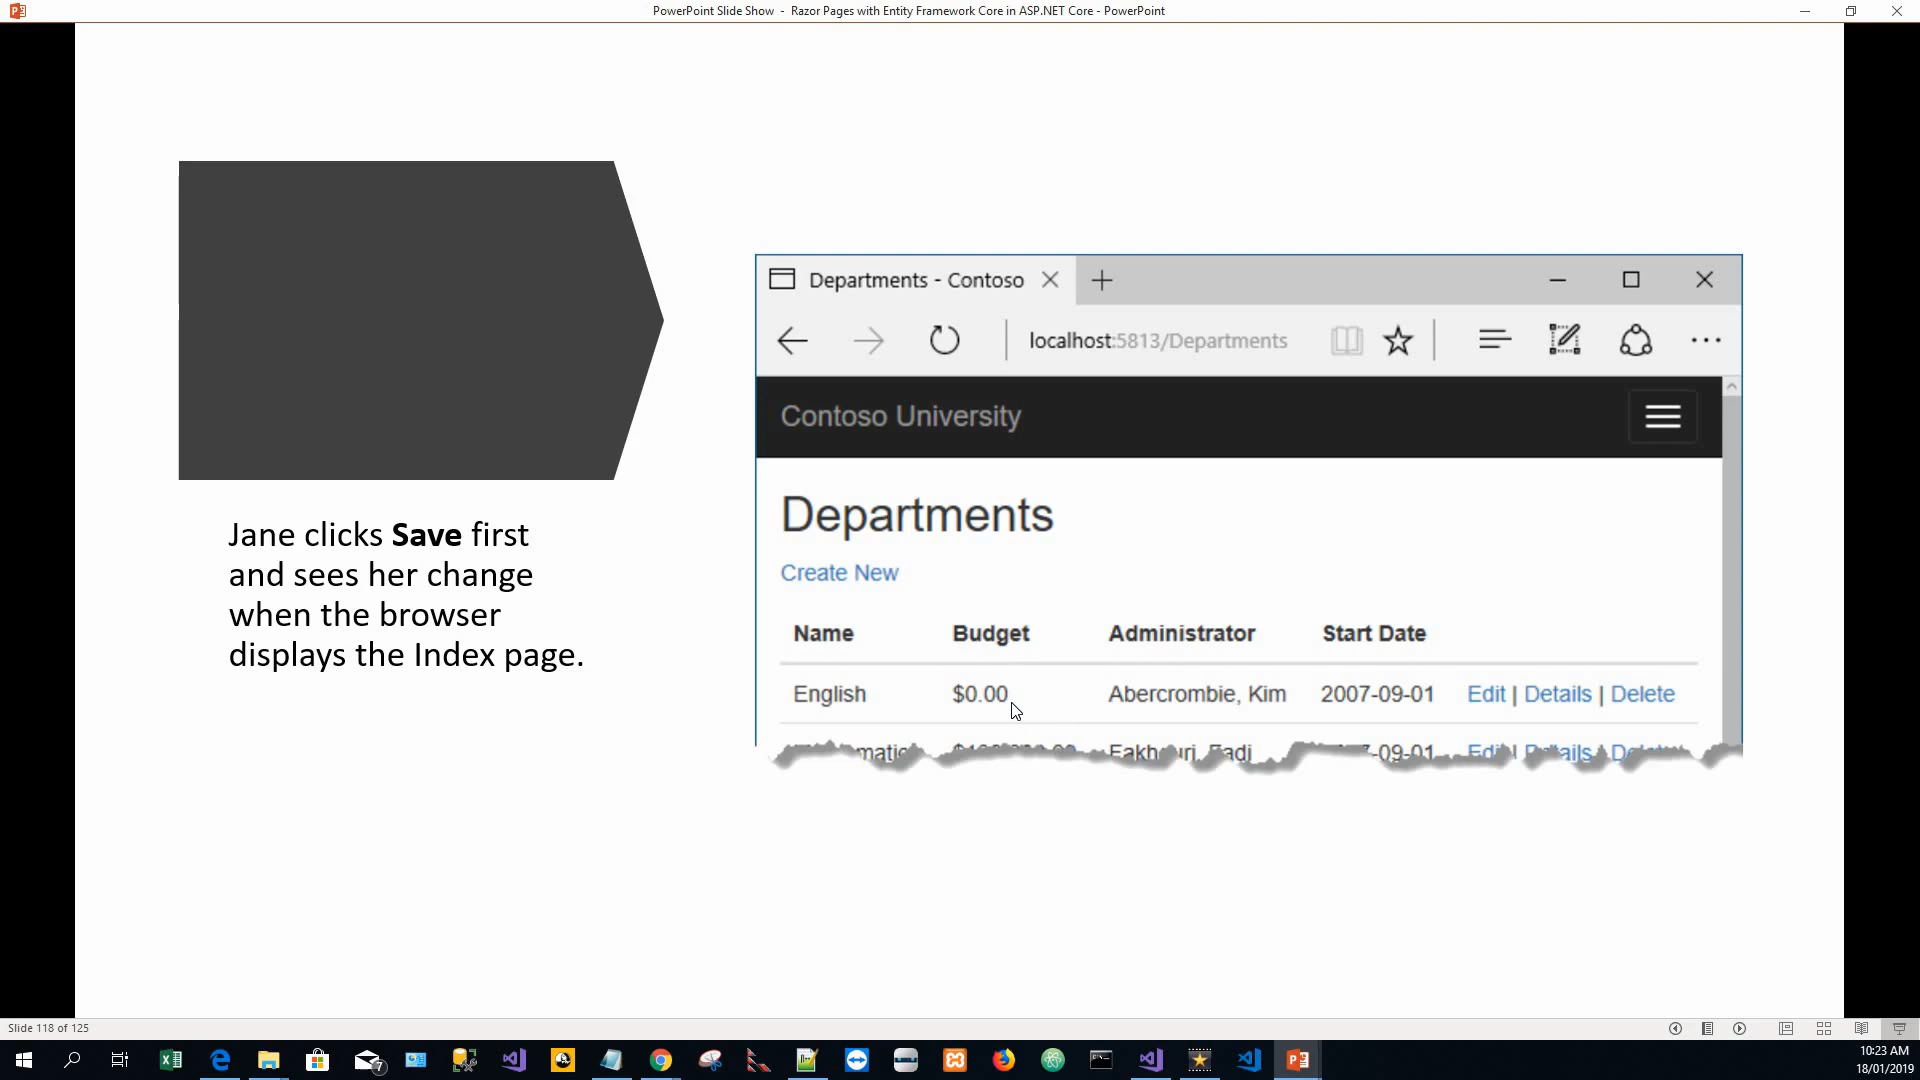 PowerPoint Slide Show - Razor Pages with Entity Framework Core in ASP.NET Core - PowerPoint
Jane clicks Save first
and sees her change
when the browser
displays the Index page.
Departments - Contoso
localhost:5813/Departments
Contoso University
Departments
Create New
Name Budget Administrator Start Date
English $0.00 Abercrombie, Kim 2007-09-01 Edit | Details | Delete
Slide 118 of 125
7
10:23 AM
18/01/2019